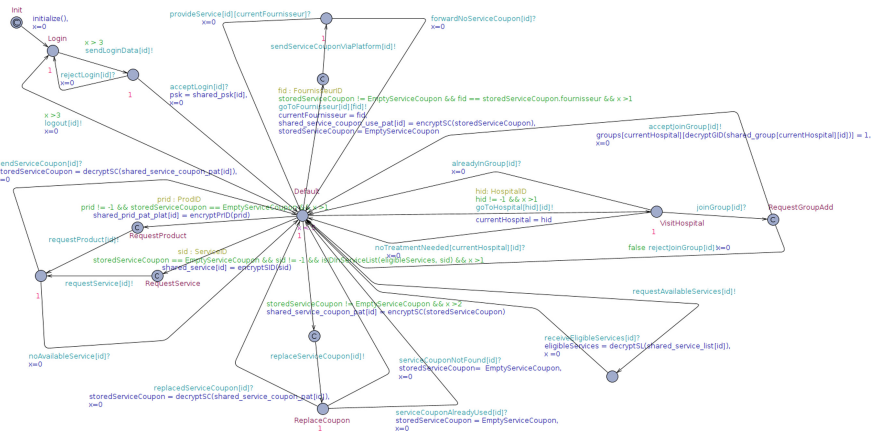 Init
initialize(),
x=0
Login
x > 3
sendLoginData[id]!
1
rejectLogin[id]?
x=0
1
acceptLogin[id]?
psk = shared_psk[id],
x=0
x >3
logout[id]!
x=0
provideService[id][currentFournisseur]?
x=0
forwardNoServiceCoupon[id]?
x=0
1
sendServiceCouponViaPlatform[id]!
C
fid : FournisseurID
storedServiceCoupon != EmptyServiceCoupon && fid == storedServiceCoupon.fournisseur && x >1
goToFournisseur[id][fid]!
currentFournisseur = fid,
shared_service_coupon_use_pat[id] = encryptSC(storedServiceCoupon),
storedServiceCoupon = EmptyServiceCoupon
acceptJoinGroup[id]!
groups[currentHospital][decryptGID(shared_group[currentHospital][id])] = 1,
x=0
alreadyInGroup[id]?
x=0
endServiceCoupon[id]?
toredServiceCoupon = decryptSC(shared_service_coupon_pat[id]),
=0
Default
1
prid : ProdID
prid != -1 && storedServiceCoupon == EmptyServiceCoupon
shared_prid_pat_plat[id] = encryptPrID(prid)
C
RequestProduct
requestProduct[id]!
hid: HospitalID
hid != -1 && x >1
goToHospital[hid][id]!
currentHospital = hid
VisitHospital
1
joinGroup[id]?
RequestGroupAdd
C
false
rejectJoinGroup[id]!
x=0
noTreatmentNeeded[currentHospital][id]?
x=0
sid : ServiceID
storedServiceCoupon == EmptyServiceCoupon && sid != -1 && isIDInServiceList(eligibleServices, sid) && x >1
shared_service[id] = encryptSID(sid)
C
RequestService
requestService[id]!
1
requestAvailableServices[id]!
storedServiceCoupon != EmptyServiceCoupon && x >2
shared_service_coupon_pat[id] = encryptSC(storedServiceCoupon)
C
receiveEligibleServices[id]?
eligibleServices = decryptSL(shared_service_list[id]),
x =0
noAvailableService[id]?
x=0
replaceServiceCoupon[id]!
serviceCouponNotFound[id]?
storedServiceCoupon= EmptyServiceCoupon,
x=0
replacedServiceCoupon[id]?
storedServiceCoupon = decryptSC(shared_service_coupon_pat[id]),
x=0
ReplaceCoupon
1
serviceCouponAlreadyUsed[id]?
storedServiceCoupon = EmptyServiceCoupon,
x=0